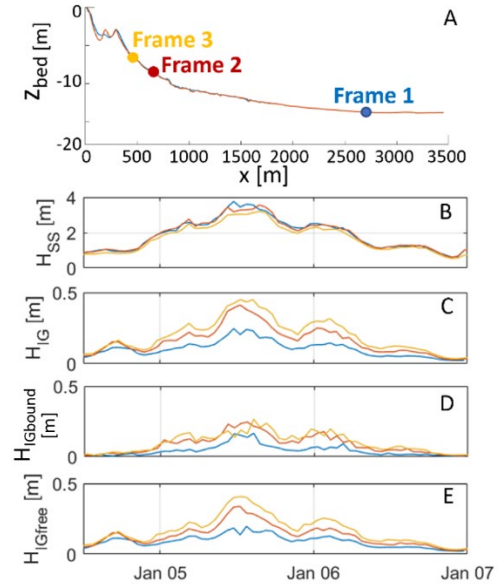 A
0
-10
-20
Z_bed [m]
Frame 3
Frame 2
Frame 1
0 500 1000 1500 2000 2500 3000 3500
x [m]
B
4
2
0
H_SS [m]
C
0.5
0
H_IG [m]
D
0.5
0
H_IGbound
[m]
E
0.5
0
H_IGfree [m]
Jan 05 Jan 06 Jan 07